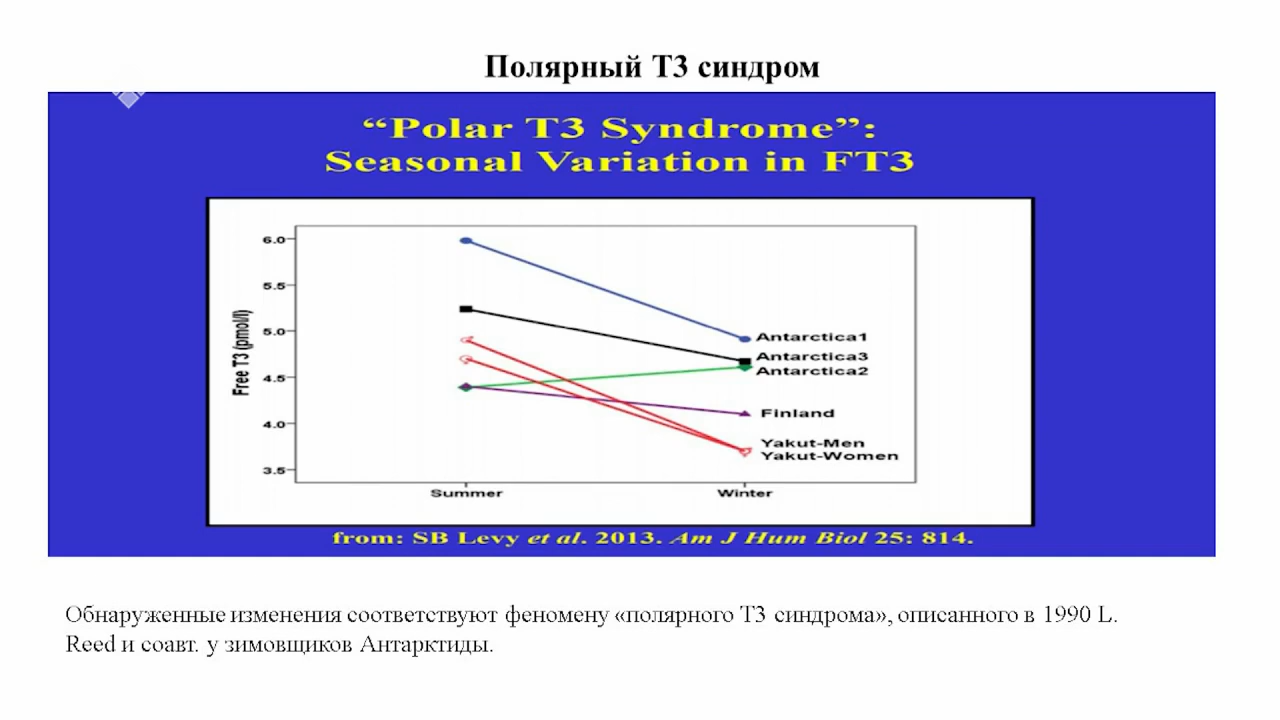 Полярный Т3 синдром
“Polar T3 Syndrome”:
Seasonal Variation in FT3
6.0
5.5
5.0
4.5
4.0
3.5
Free T3 (pmol/l)
Antarctica1
Antarctica3
Antarctica2
Finland
Yakut-Men
Yakut-Women
Summer Winter
from: SB Levy et al. 2013. Am J Hum Biol 25: 814.
Обнаруженные изменения соответствуют феномену «полярного Т3 синдрома», описанного в 1990 L.
Reed и соавт. у зимовщиков Антарктиды.